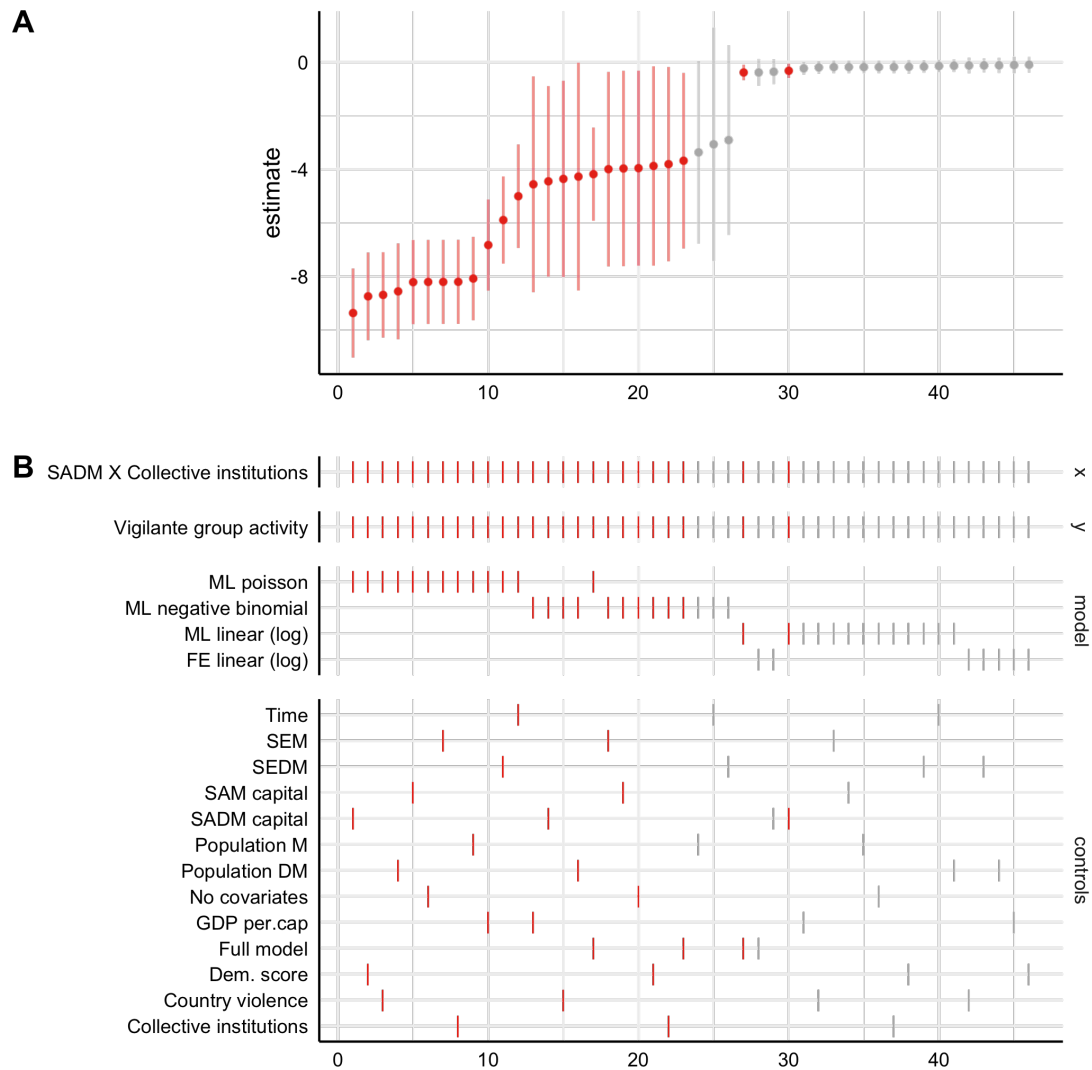 A
estimate
0
-4
-8
0 10 20 30 40
B
SADM X Collective institutions
x
Vigilante group activity
y
ML poisson
ML negative binomial
ML linear (log)
FE linear (log)
model
Time
SEM
SEDM
SAM capital
SADM capital
Population M
Population DM
No covariates
GDP per.cap
Full model
Dem. score
Country violence
Collective institutions
controls
0 10 20 30 40